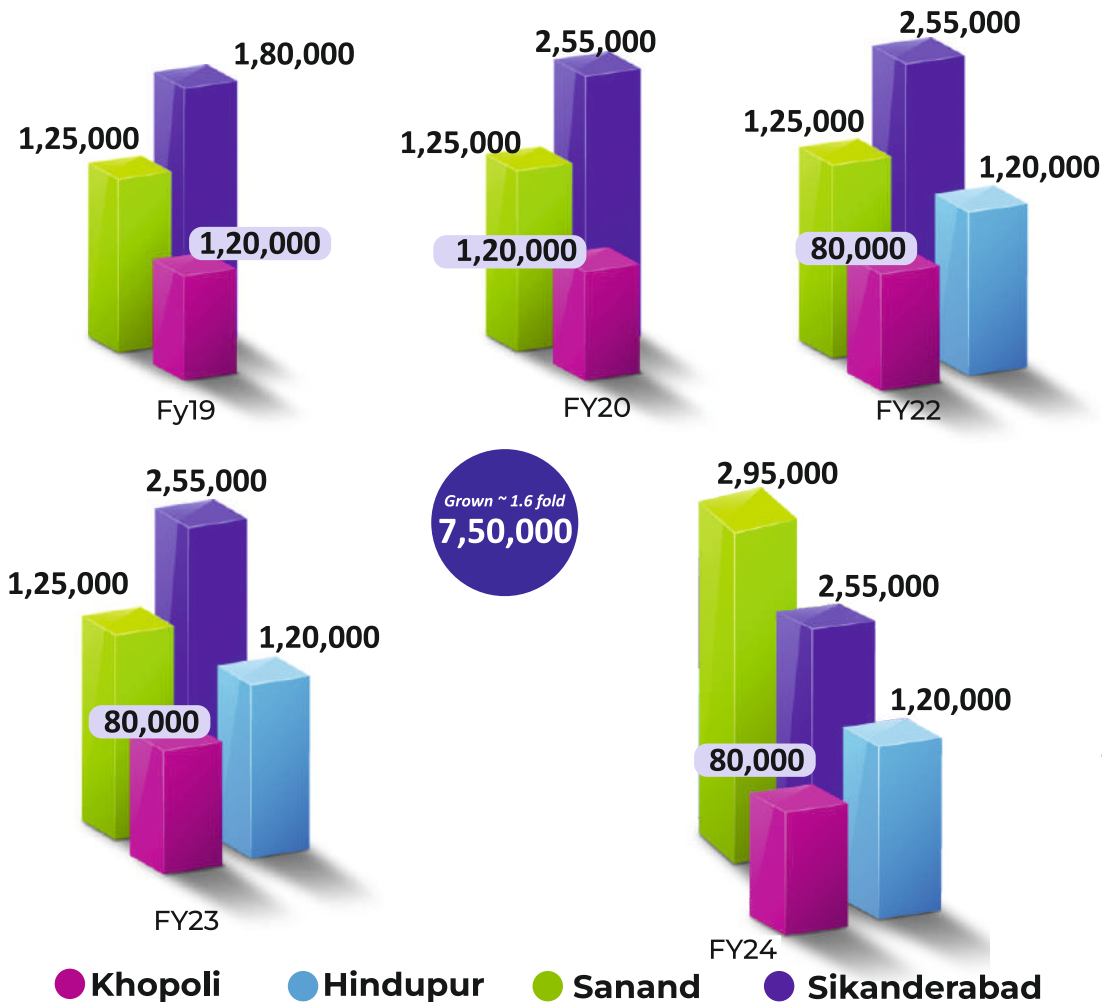 1,80,000
1,25,000
1,20,000
Fy19
2,55,000
1,25,000
1,20,000
FY20
2,55,000
1,25,000
1,20,000
80,000
FY22
2,55,000
1,25,000
1,20,000
80,000
FY23
Grown ~ 1.6 fold
7,50,000
2,95,000
2,55,000
1,20,000
80,000
FY24
Khopoli Hindupur Sanand Sikanderabad